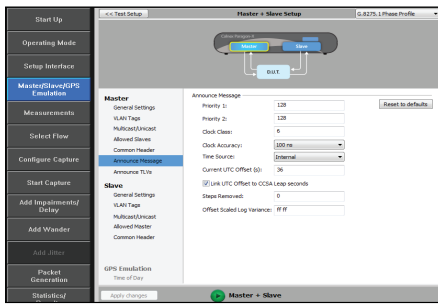 << Test Setup
Master + Slave Setup
G.8275.1 Phase Profile
Start Up
Operating Mode
Setup Interface
Master/Slave/GPS
Emulation
Measurements
Select Flow
Configure Capture
Start Capture
Add Impairments/
Delay
Add Wander
Add Jitter
Packet
Generation
Statistics/
Calnex Paragon-X
Master
Slave
D.U.T.
Master
General Settings
VLAN Tags
Multicast/Unicast
Allowed Slaves
Common Header
Announce Message
Announce TLVs
Slave
General Settings
VLAN Tags
Multicast/Unicast
Allowed Master
Common Header
GPS Emulation
Time of Day
Announce Message
Priority 1: 128
Reset to defaults
Priority 2: 128
Clock Class: 6
Clock Accuracy: 100 ns
Time Source: Internal
Current UTC Offset (s): 36
Link UTC Offset to CCSA Leap seconds
Steps Removed: 0
Offset Scaled Log Variance: ff ff
Apply changes
Master + Slave